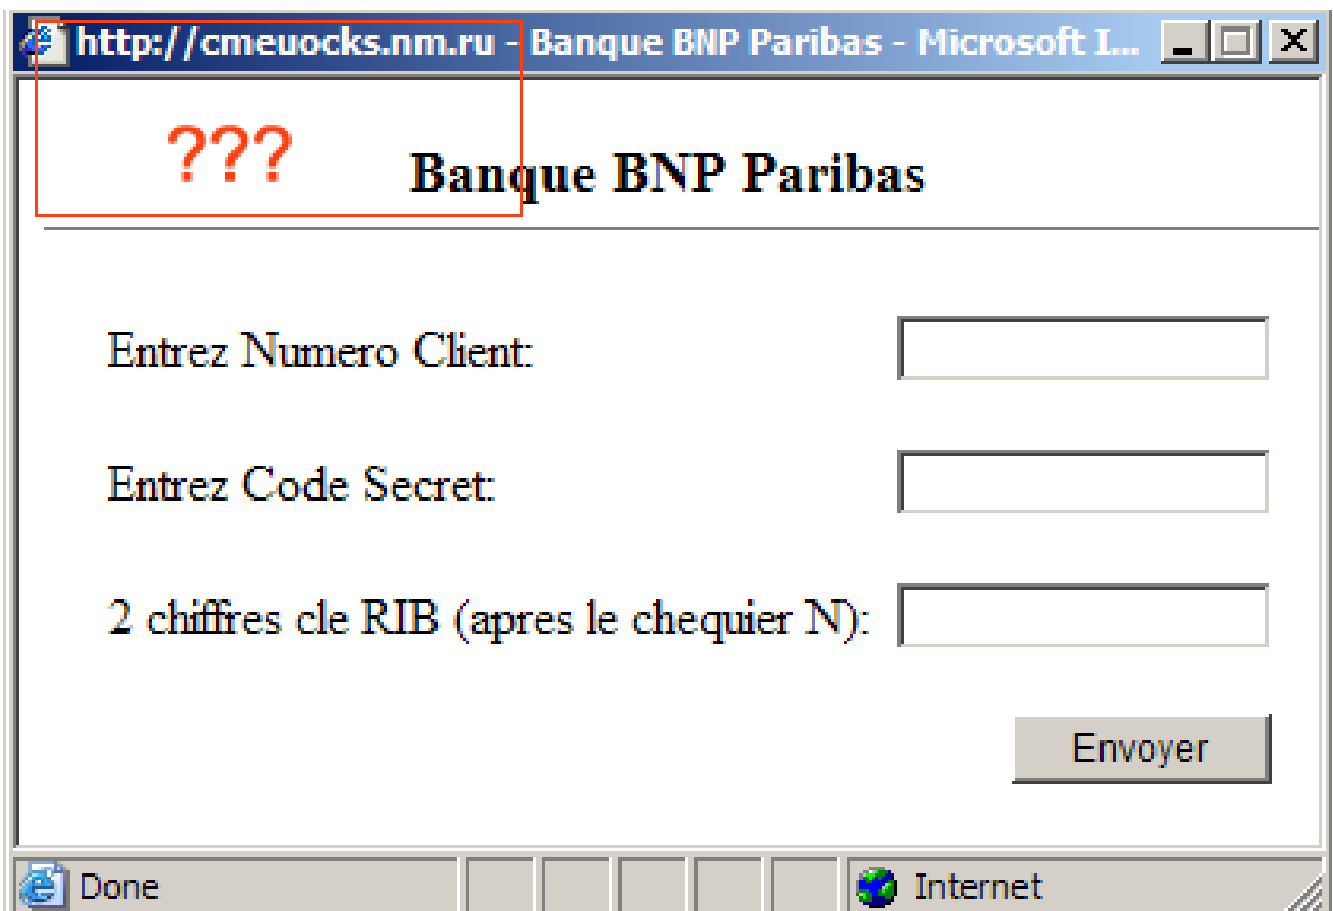 http://cmeuocks.nm.ru - Banque BNP Paribas - Microsoft I...
???
Banque BNP Paribas
Entrez Numero Client:
Entrez Code Secret:
2 chiffres cle RIB (apres le chequier N):
Envoyer
Done
Internet